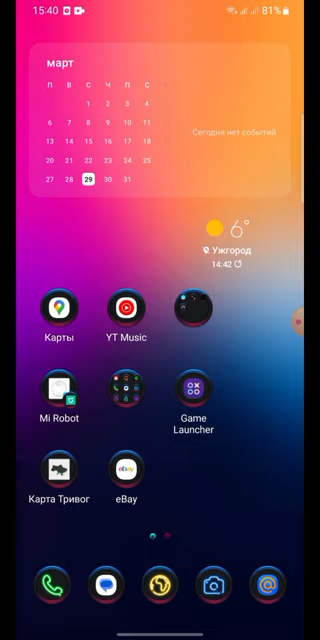 15:40
81%
март
П В С Ч П С
1 2 3 4
6 7 8 9 10 11
13 14 15 16 17 18
20 21 22 23 24 25
27 28 29 30 31
Сегодня нет событий
6°
Ужгород
14:42
Карты
YT Music
Mi Robot
Game
Launcher
ebay
Карта Тривог
eBay